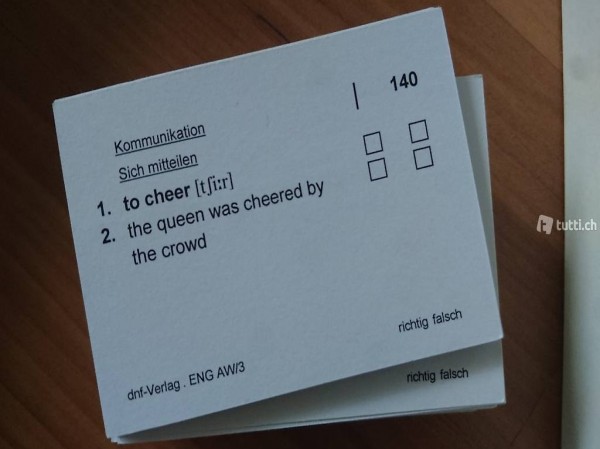 | 140
Kommunikation
Sich mitteilen
1. to cheer [tʃi:r]
2. the queen was cheered by
the crowd
richtig falsch
dnf-Verlag . ENG AW/3
richtig falsch
tutti.ch